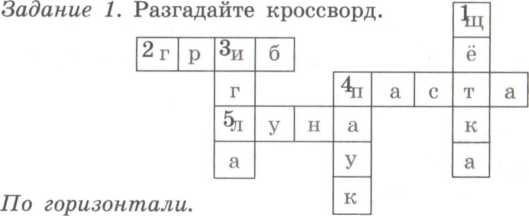 Задание 1. Разгадайте кроссворд.
1щ
2г р 3и б ё
г 4п а с т а
5л у н а к
а у а
к
По горизонтали.